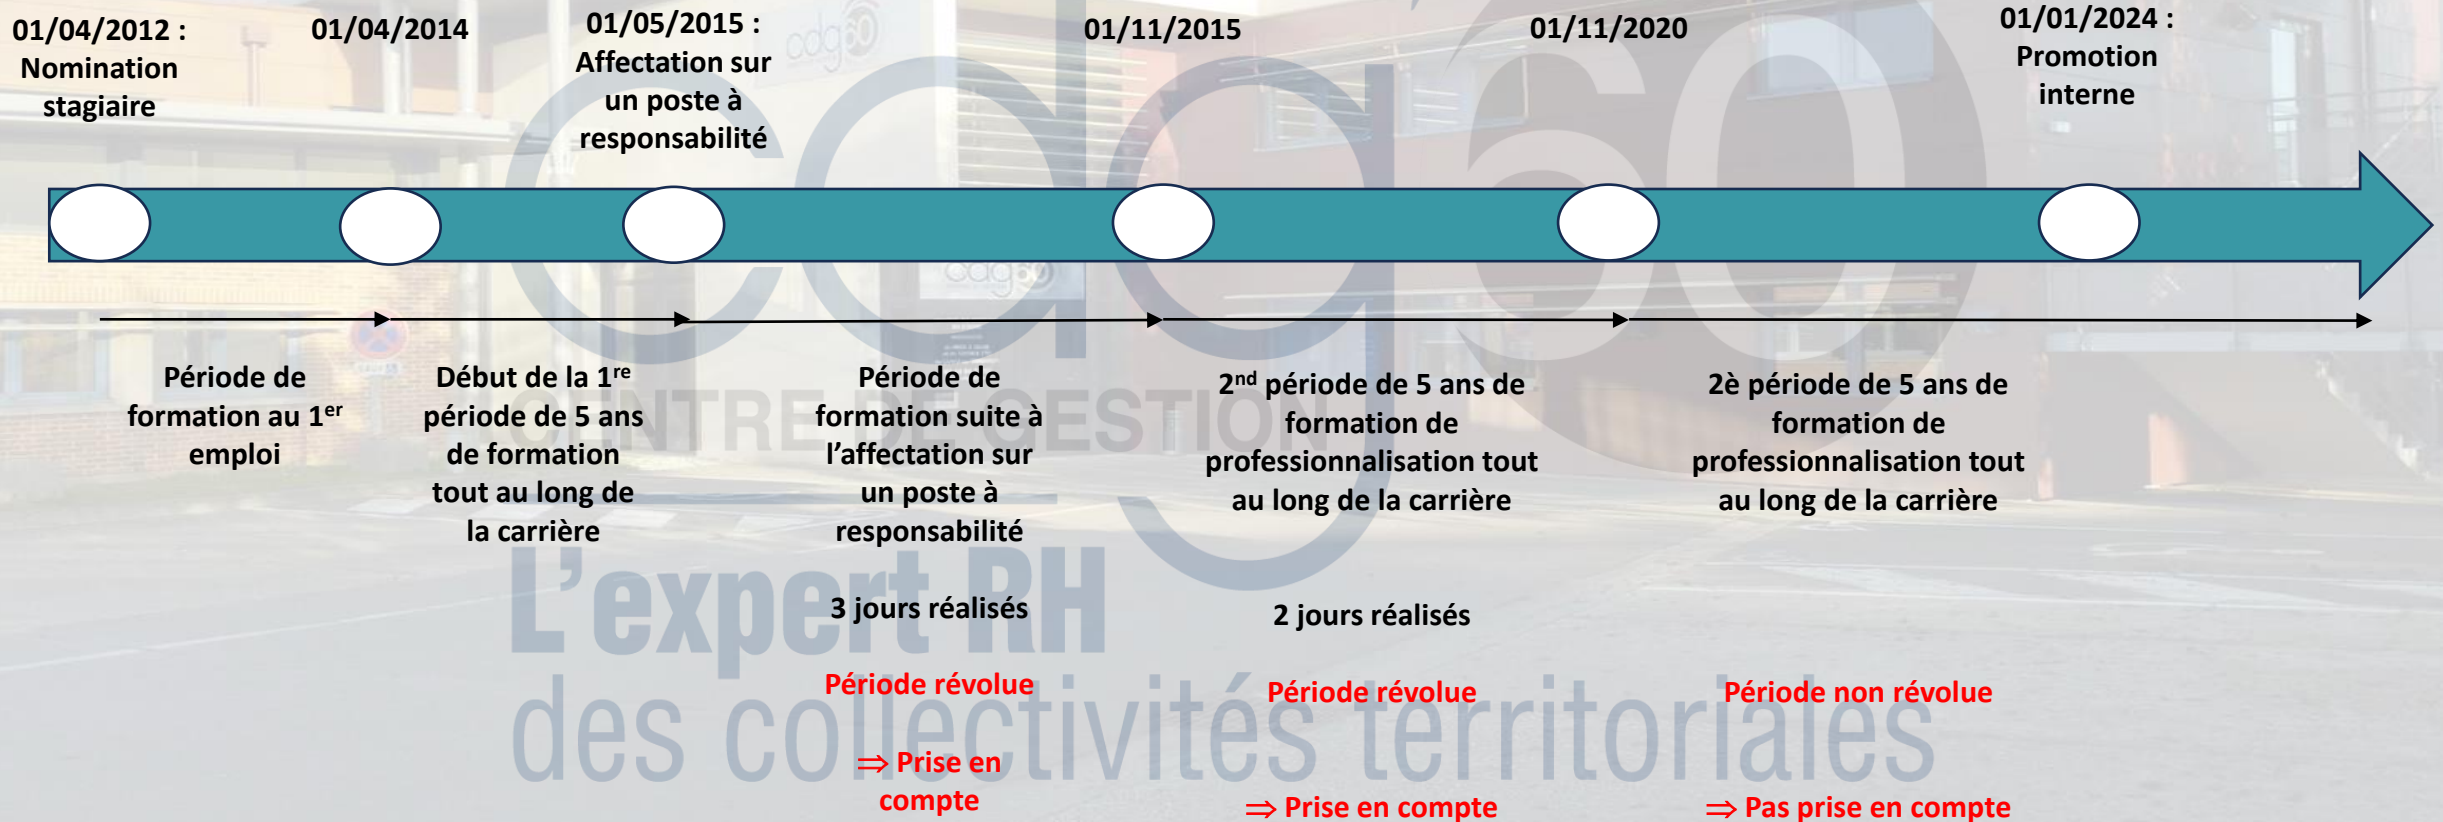 01/04/2012 :
Nomination
stagiaire
01/04/2014
01/05/2015 :
Affectation sur
un poste à
responsabilité
01/11/2015
01/11/2020
01/01/2024 :
Promotion
interne
Période de
formation au 1er
emploi
Début de la 1re
période de 5 ans
de formation
tout au long de
la carrière
Période de
formation suite à
l’affectation sur
un poste à
responsabilité
3 jours réalisés
Période révolue
⇒ Prise en
compte
2nd période de 5 ans de
formation de
professionnalisation tout
au long de la carrière
2 jours réalisés
Période révolue
⇒ Prise en compte
2è période de 5 ans de
formation de
professionnalisation tout
au long de la carrière
Période non révolue
⇒ Pas prise en compte
cdg60
cdg60
cdg 60
CENTRE DE GESTION
L’expert RH
des collectivités territoriales